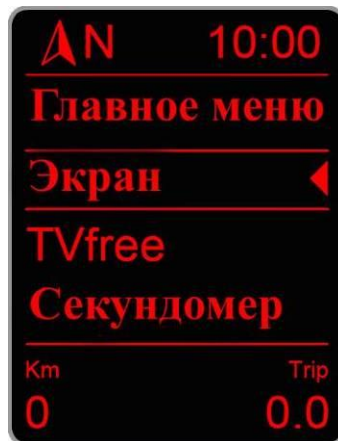 N 10:00
Главное меню
Экран
TVfree
Секундомер
Km Trip
0 0.0